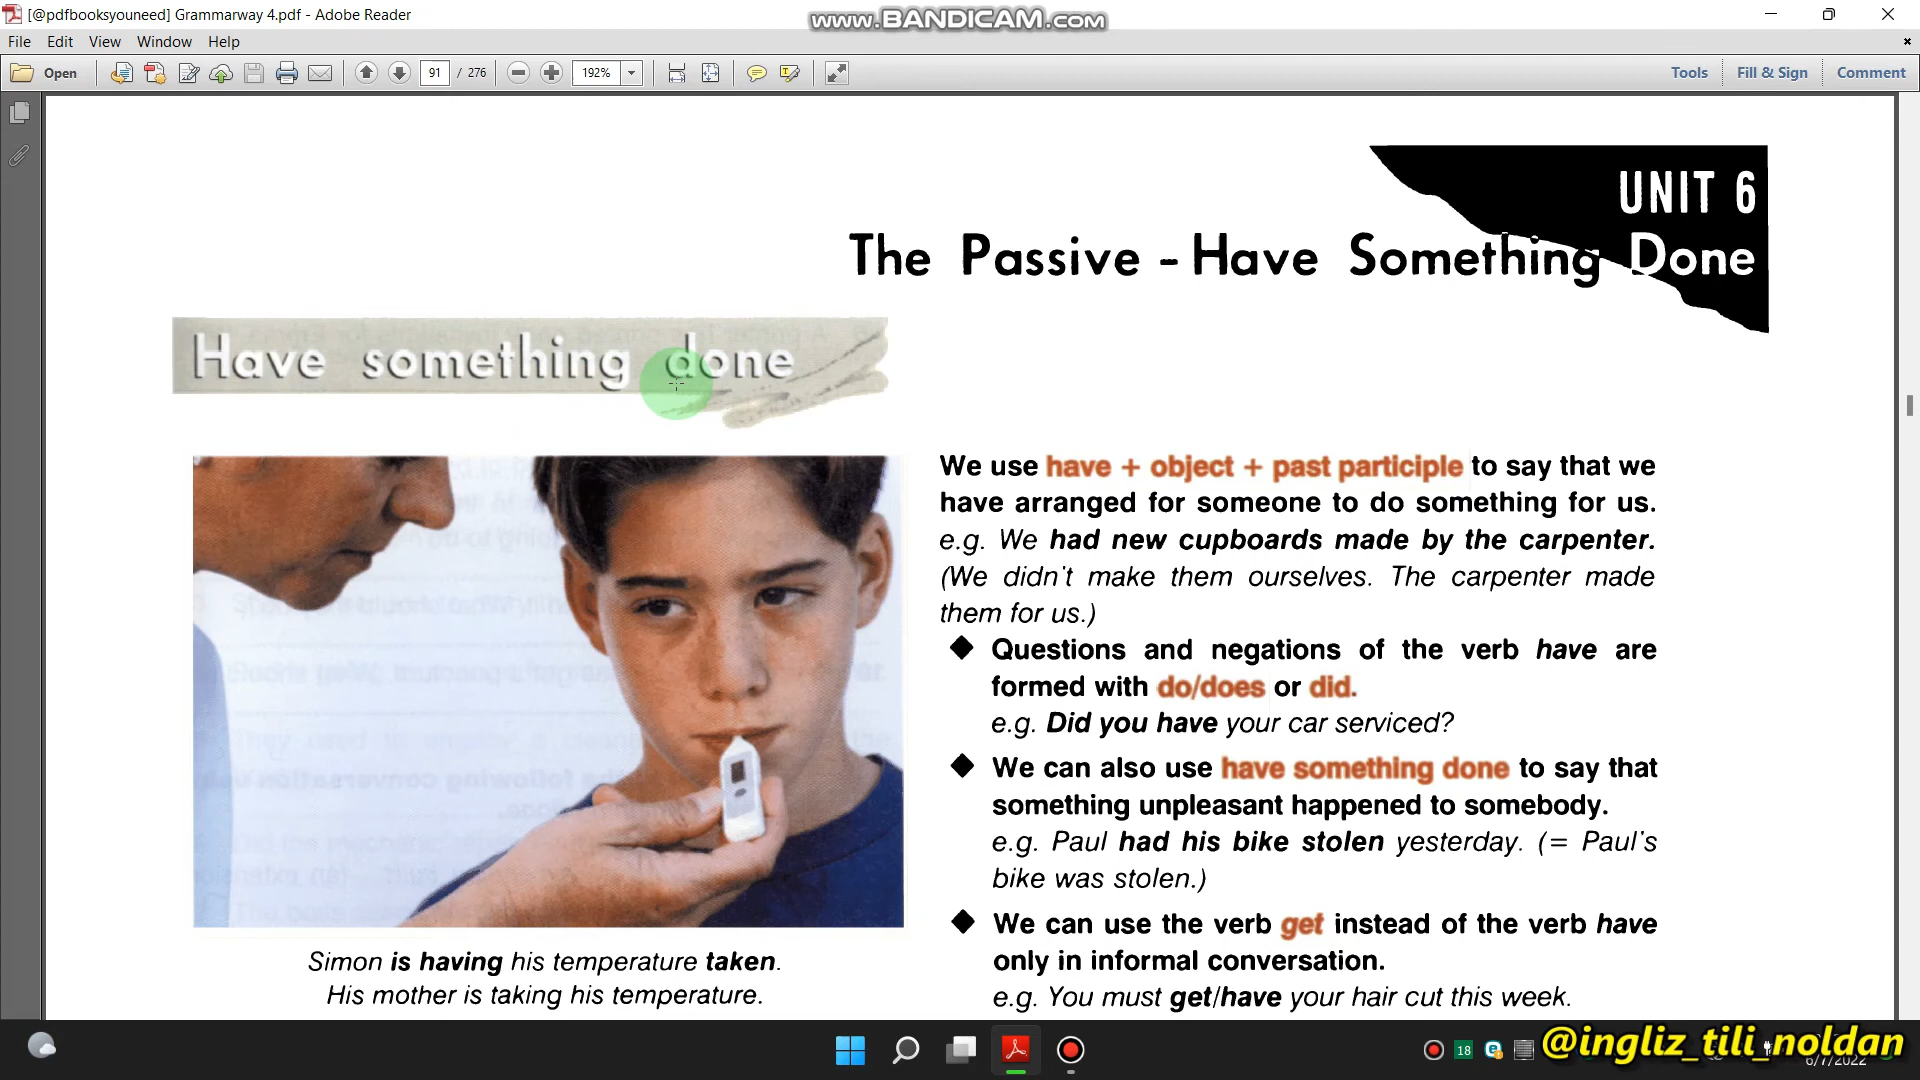 [@pdfbooksyouneed] Grammarway 4.pdf - Adobe Reader
www.BANDICAM.com
File Edit View Window Help
Open 91 / 276 192% Tools Fill & Sign Comment
UNIT 6
The Passive - Have Something Done
Have something done
We use have + object + past participle to say that we
have arranged for someone to do something for us.
e.g. We had new cupboards made by the carpenter.
(We didn't make them ourselves. The carpenter made
them for us.)
◆ Questions and negations of the verb have are
formed with do/does or did.
e.g. Did you have your car serviced?
◆ We can also use have something done to say that
something unpleasant happened to somebody.
e.g. Paul had his bike stolen yesterday. (= Paul's
bike was stolen.)
◆ We can use the verb get instead of the verb have
only in informal conversation.
e.g. You must get/have your hair cut this week.
Simon is having his temperature taken.
His mother is taking his temperature.
18
@ingliz_tili_noldan
6/7/2022